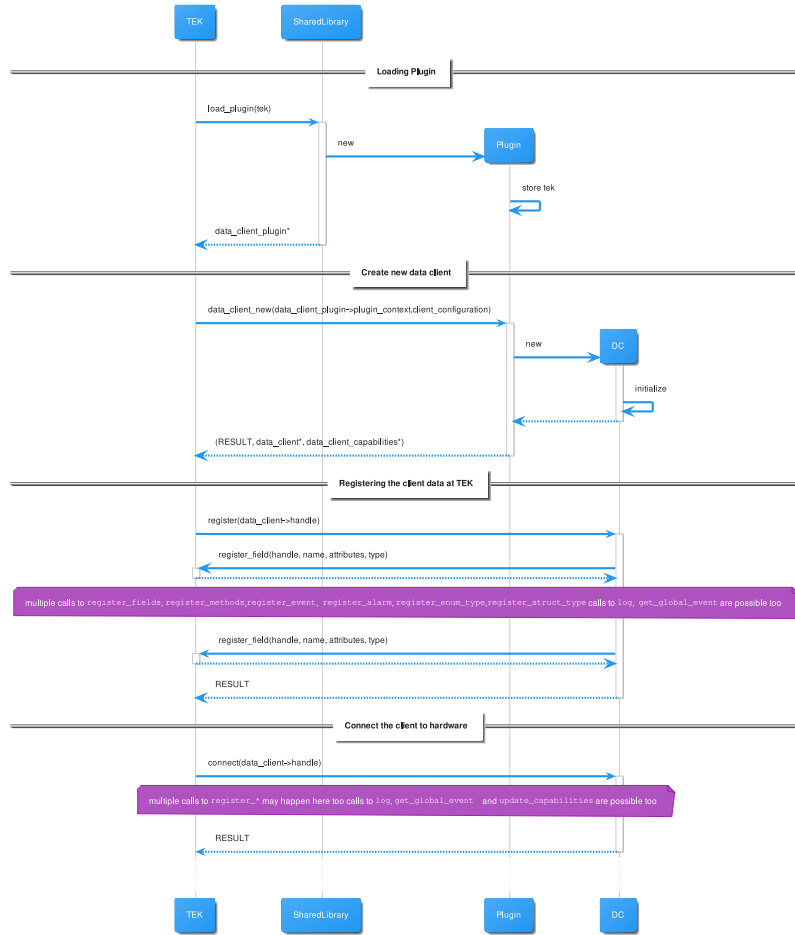 TEK SharedLibrary
Loading Plugin
load_plugin(tek)
new
Plugin
store tek
data_client_plugin*
Create new data client
data_client_new(data_client_plugin->plugin_context,client_configuration)
new
DC
initialize
(RESULT, data_client*, data_client_capabilities*)
Registering the client data at TEK
register(data_client->handle)
register_field(handle, name, attributes, type)
multiple calls to register_fields, register_methods,register_event, register_alarm, register_enum_type,register_struct_type calls to log, get_global_event are possible too
register_field(handle, name, attributes, type)
RESULT
Connect the client to hardware
connect(data_client->handle)
multiple calls to register_* may happen here too calls to log, get_global_event and update_capabilities are possible too
RESULT
TEK SharedLibrary Plugin DC